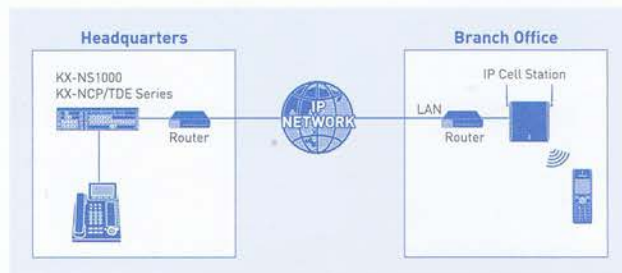 Headquarters
KX-NS1000
KX-NCP/TDE Series
Router
IP
NETWORK
Branch Office
IP Cell Station
LAN
Router